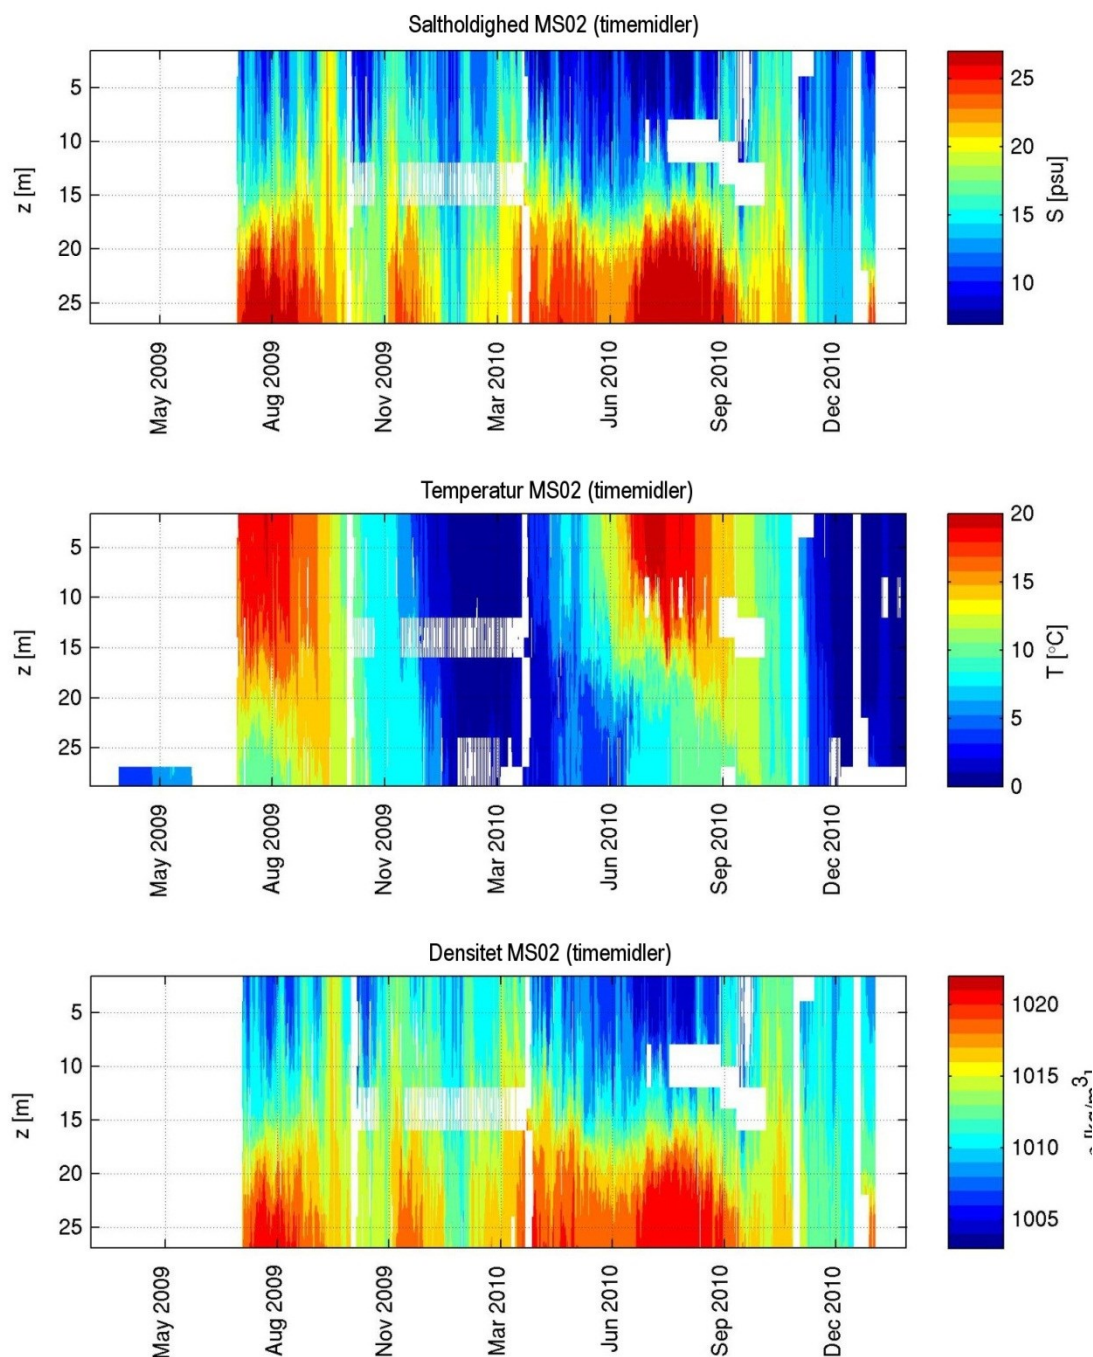 Saltholdighed MS02 (timemidler)
5
10
15
20
25
z [m]
May 2009
Aug 2009
Nov 2009
Mar 2010
Jun 2010
Sep 2010
Dec 2010
25
20
15
10
S [psu]
Temperatur MS02 (timemidler)
5
10
15
20
25
z [m]
May 2009
Aug 2009
Nov 2009
Mar 2010
Jun 2010
Sep 2010
Dec 2010
20
15
10
5
0
T [°C]
Densitet MS02 (timemidler)
5
10
15
20
25
z [m]
May 2009
Aug 2009
Nov 2009
Mar 2010
Jun 2010
Sep 2010
Dec 2010
1020
1015
1010
1005
[kg/m³]